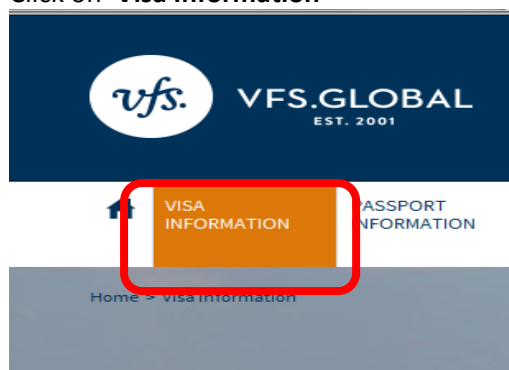 Click on "Visa Information"
vfs.
VFS.GLOBAL
EST. 2001
VISA
INFORMATION
PASSPORT
INFORMATION
Home > Visa Information